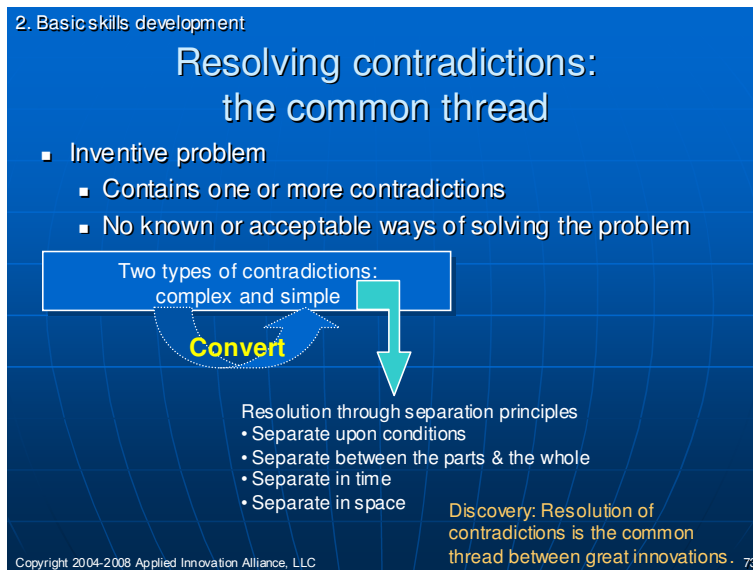 2. Basic skills development
Resolving contradictions:
the common thread
▪ Inventive problem
▪ Contains one or more contradictions
▪ No known or acceptable ways of solving the problem
Two types of contradictions:
complex and simple
Convert
Resolution through separation principles
• Separate upon conditions
• Separate between the parts & the whole
• Separate in time
• Separate in space
Discovery: Resolution of
contradictions is the common
thread between great innovations.
Copyright 2004-2008 Applied Innovation Alliance, LLC